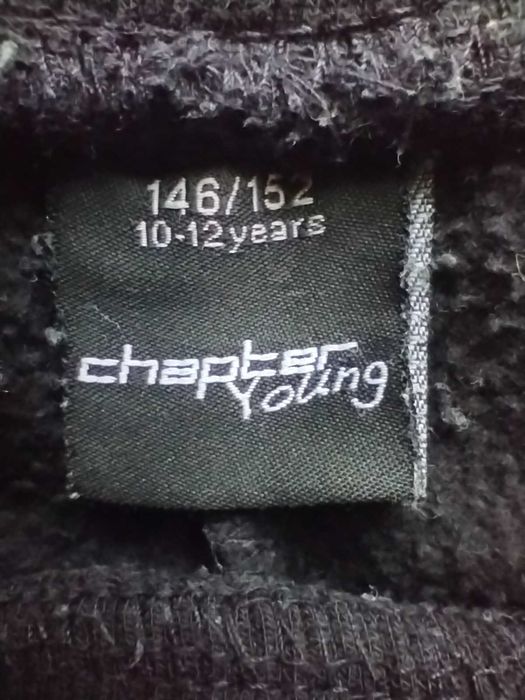 146/152
10-12 years
chapter
Young